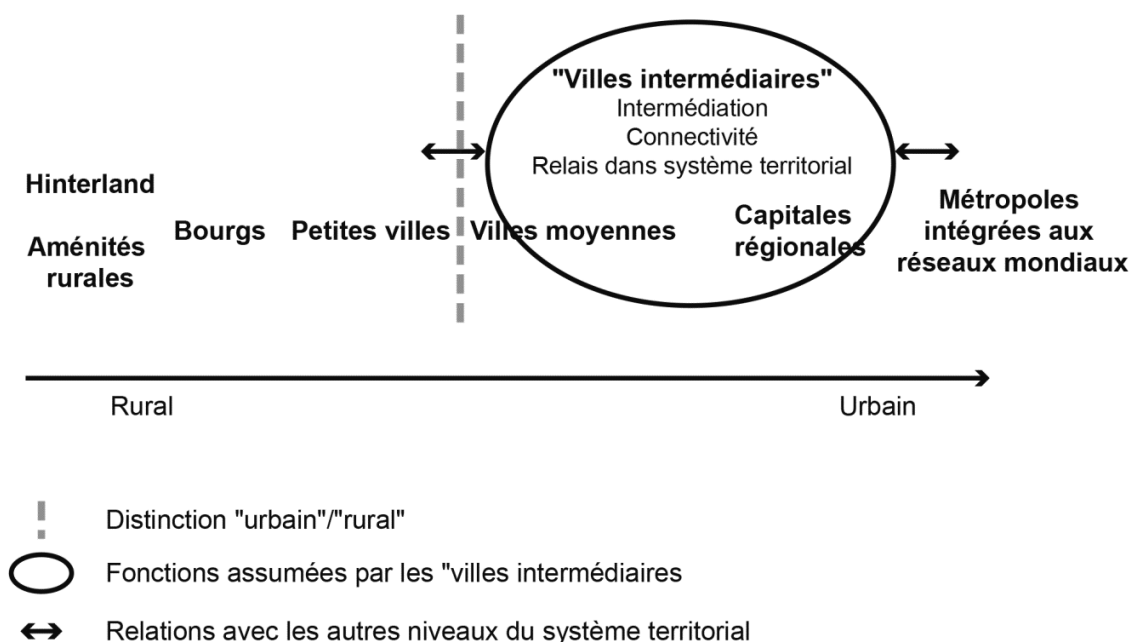 "Villes intermédiaires"
Intermédiation
Connectivité
Relais dans système territorial
Hinterland
Aménités
rurales
Bourgs
Petites villes
Villes moyennes
Capitales
régionales
Métropoles
intégrées aux
réseaux mondiaux
Rural
Urbain
Distinction "urbain"/"rural"
Fonctions assumées par les "villes intermédiaires
Relations avec les autres niveaux du système territorial